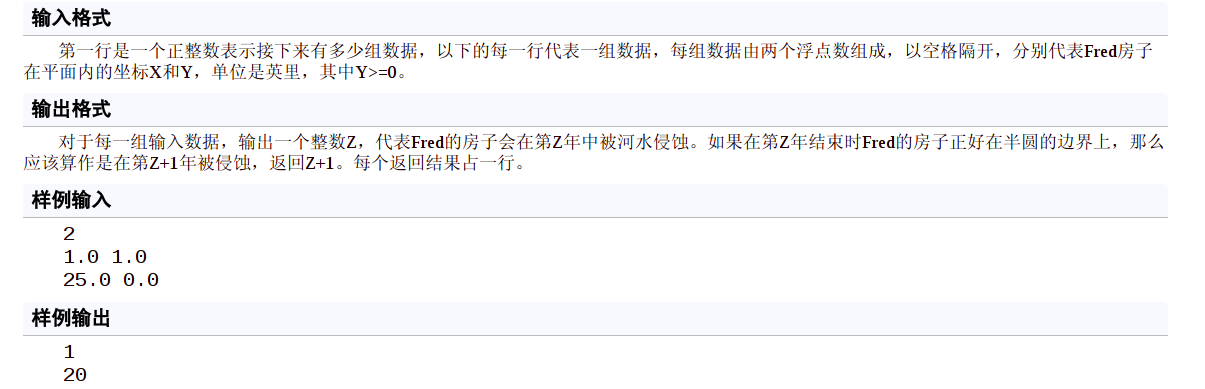 输入格式
第一行是一个正整数表示接下来有多少组数据，以下的每一行代表一组数据，每组数据由两个浮点数组成，以空格隔开，分别代表Fred房子
在平面内的坐标X和Y，单位是英里，其中Y>=0。
输出格式
对于每一组输入数据，输出一个整数Z，代表Fred的房子会在第Z年中被河水侵蚀。如果在第Z年结束时Fred的房子正好在半圆的边界上，那么
应该算作是在第Z+1年被侵蚀，返回Z+1。每个返回结果占一行。
样例输入
2
1.0 1.0
25.0 0.0
样例输出
1
20